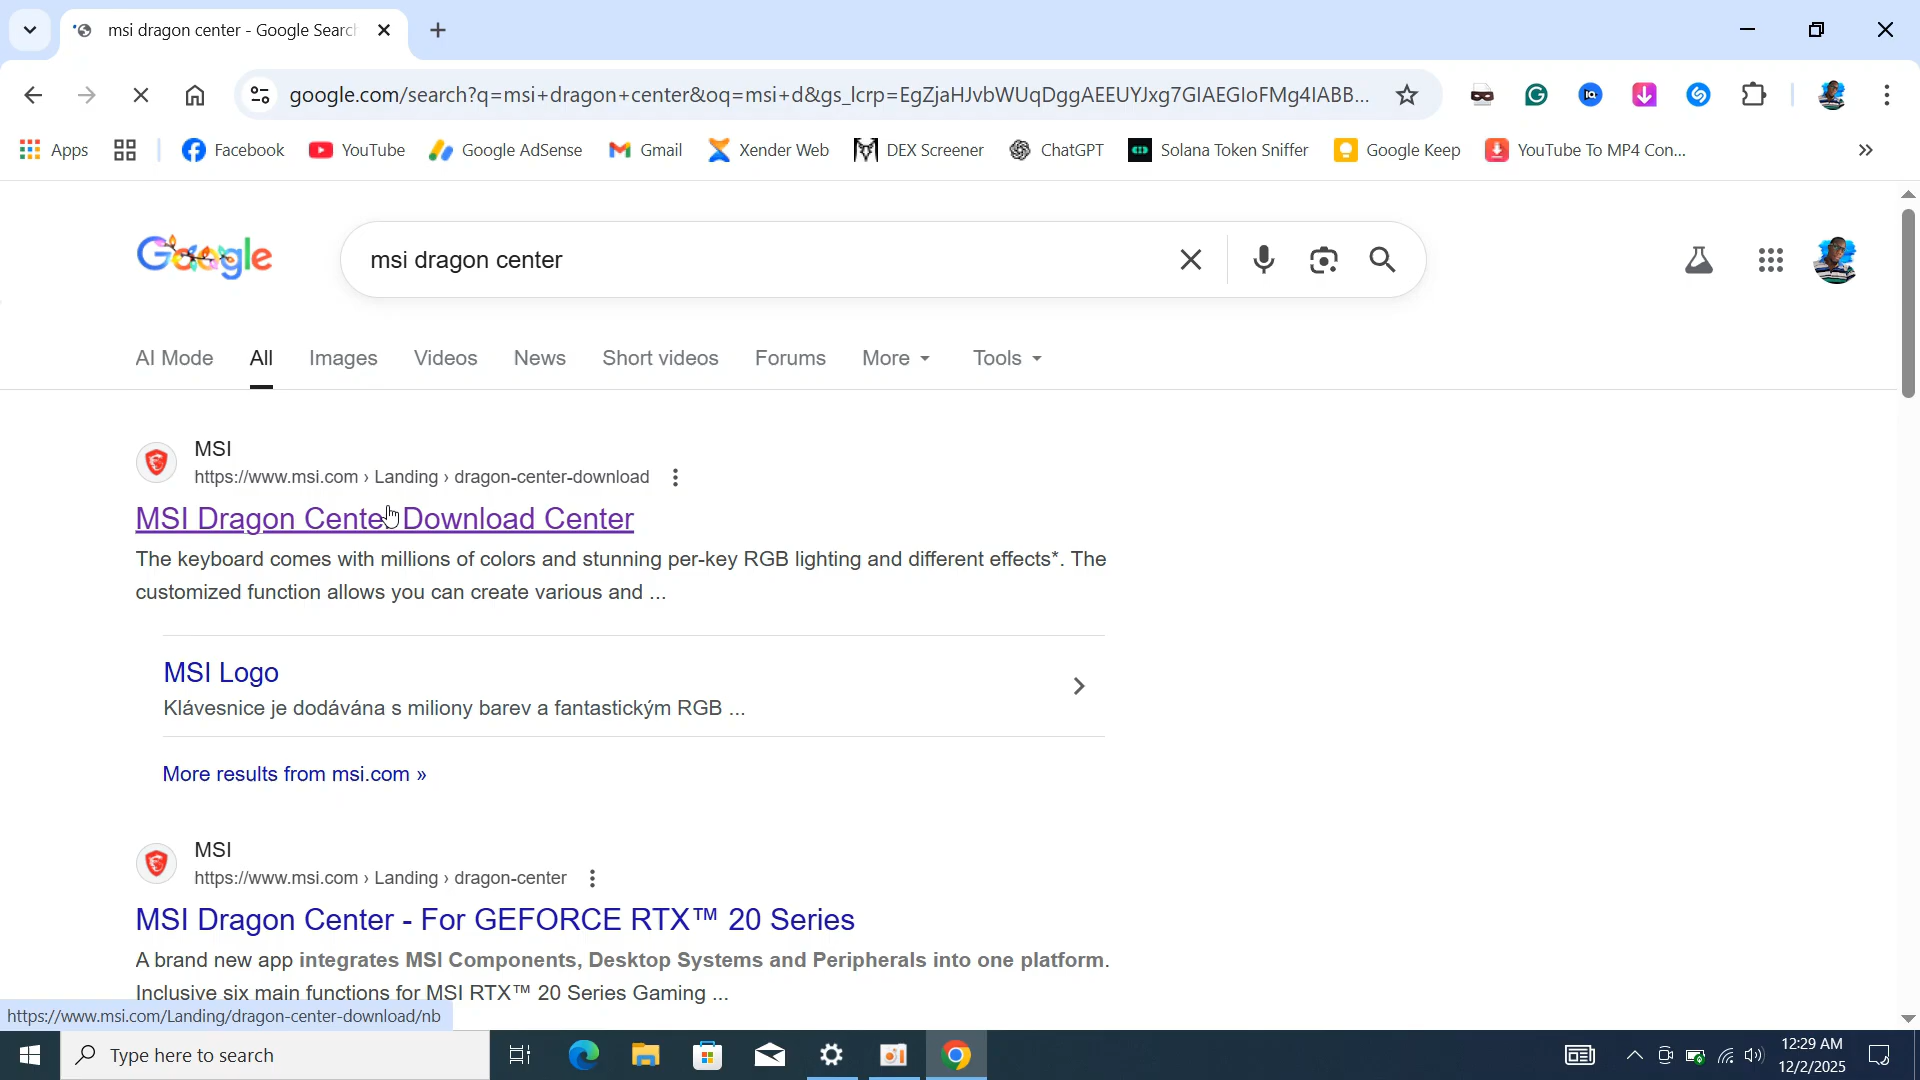 msi dragon center - Google Search
google.com/search?q=msi+dragon+center&oq=msi+d&gs_lcrp=EgZjaHJvbWUqDggAEEUYJxg7GIAEGIoFMg4IABB...
Apps Facebook YouTube Google AdSense Gmail Xender Web DEX Screener ChatGPT Solana Token Sniffer Google Keep YouTube To MP4 Con...
Google msi dragon center
AI Mode All Images Videos News Short videos Forums More Tools
MSI
https://www.msi.com › Landing › dragon-center-download
MSI Dragon Center Download Center
The keyboard comes with millions of colors and stunning per-key RGB lighting and different effects*. The
customized function allows you can create various and ...
MSI Logo
Klávesnice je dodávána s miliony barev a fantastickým RGB ...
More results from msi.com »
MSI
https://www.msi.com › Landing › dragon-center
MSI Dragon Center - For GEFORCE RTX™ 20 Series
A brand new app integrates MSI Components, Desktop Systems and Peripherals into one platform.
Inclusive six main functions for MSI RTX™ 20 Series Gaming ...
https://www.msi.com/Landing/dragon-center-download/nb
Type here to search
12:29 AM
12/2/2025